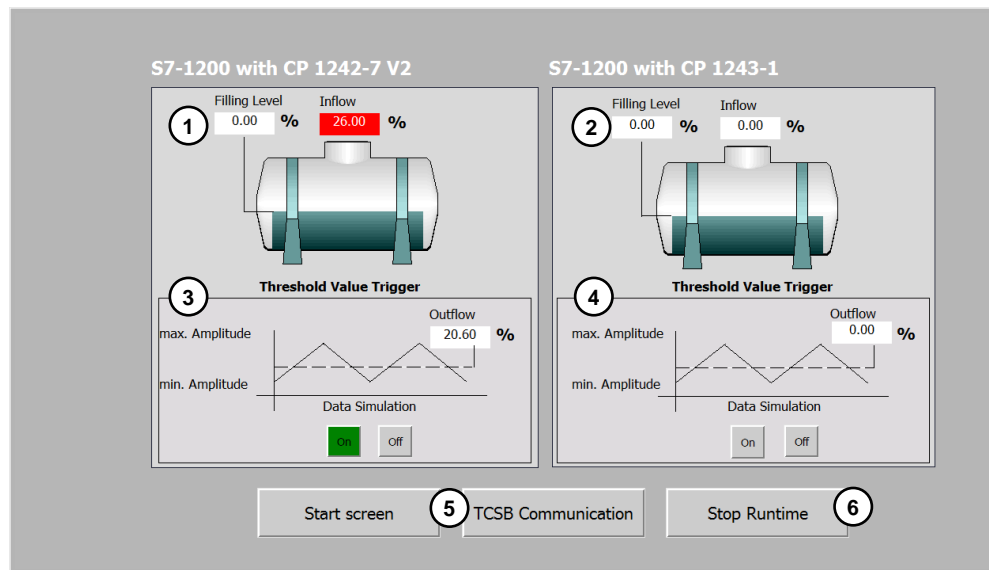 S7-1200 with CP 1242-7 V2
S7-1200 with CP 1243-1
1
Filling Level
Inflow
0.00 %
26.00 %
2
Filling Level
Inflow
0.00 %
0.00 %
Threshold Value Trigger
Threshold Value Trigger
3
Outflow
max. Amplitude
20.60 %
min. Amplitude
Data Simulation
On
Off
4
Outflow
max. Amplitude
0.00 %
min. Amplitude
Data Simulation
On
Off
Start screen
5
TCSB Communication
Stop Runtime
6